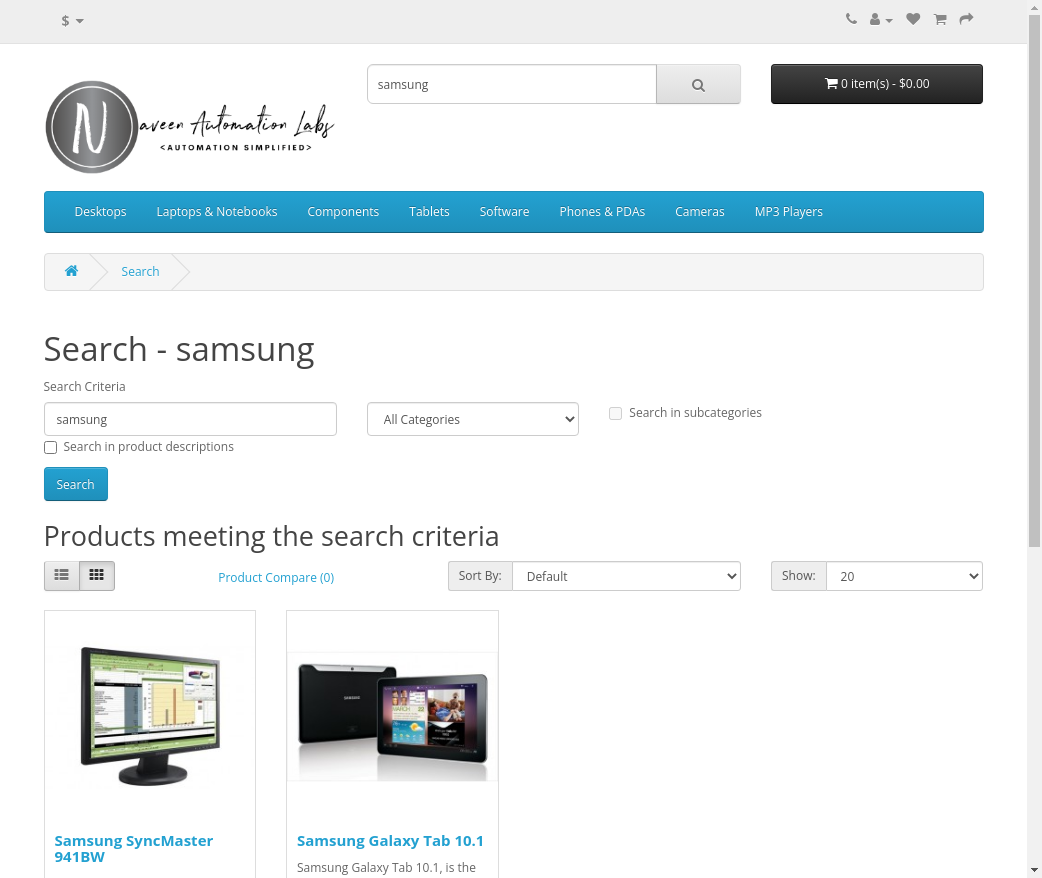 $
samsung
0 item(s) - $0.00
N
aveen Automation Labs
<AUTOMATION SIMPLIFIED>
Desktops
Laptops & Notebooks
Components
Tablets
Software
Phones & PDAs
Cameras
MP3 Players
Search
Search - samsung
Search Criteria
samsung
All Categories
Search in subcategories
Search in product descriptions
Search
Products meeting the search criteria
Product Compare (0)
Sort By:
Default
Show:
20
SAMSUNG
Samsung SyncMaster
941BW
Samsung Galaxy Tab 10.1
Samsung Galaxy Tab 10.1, is the